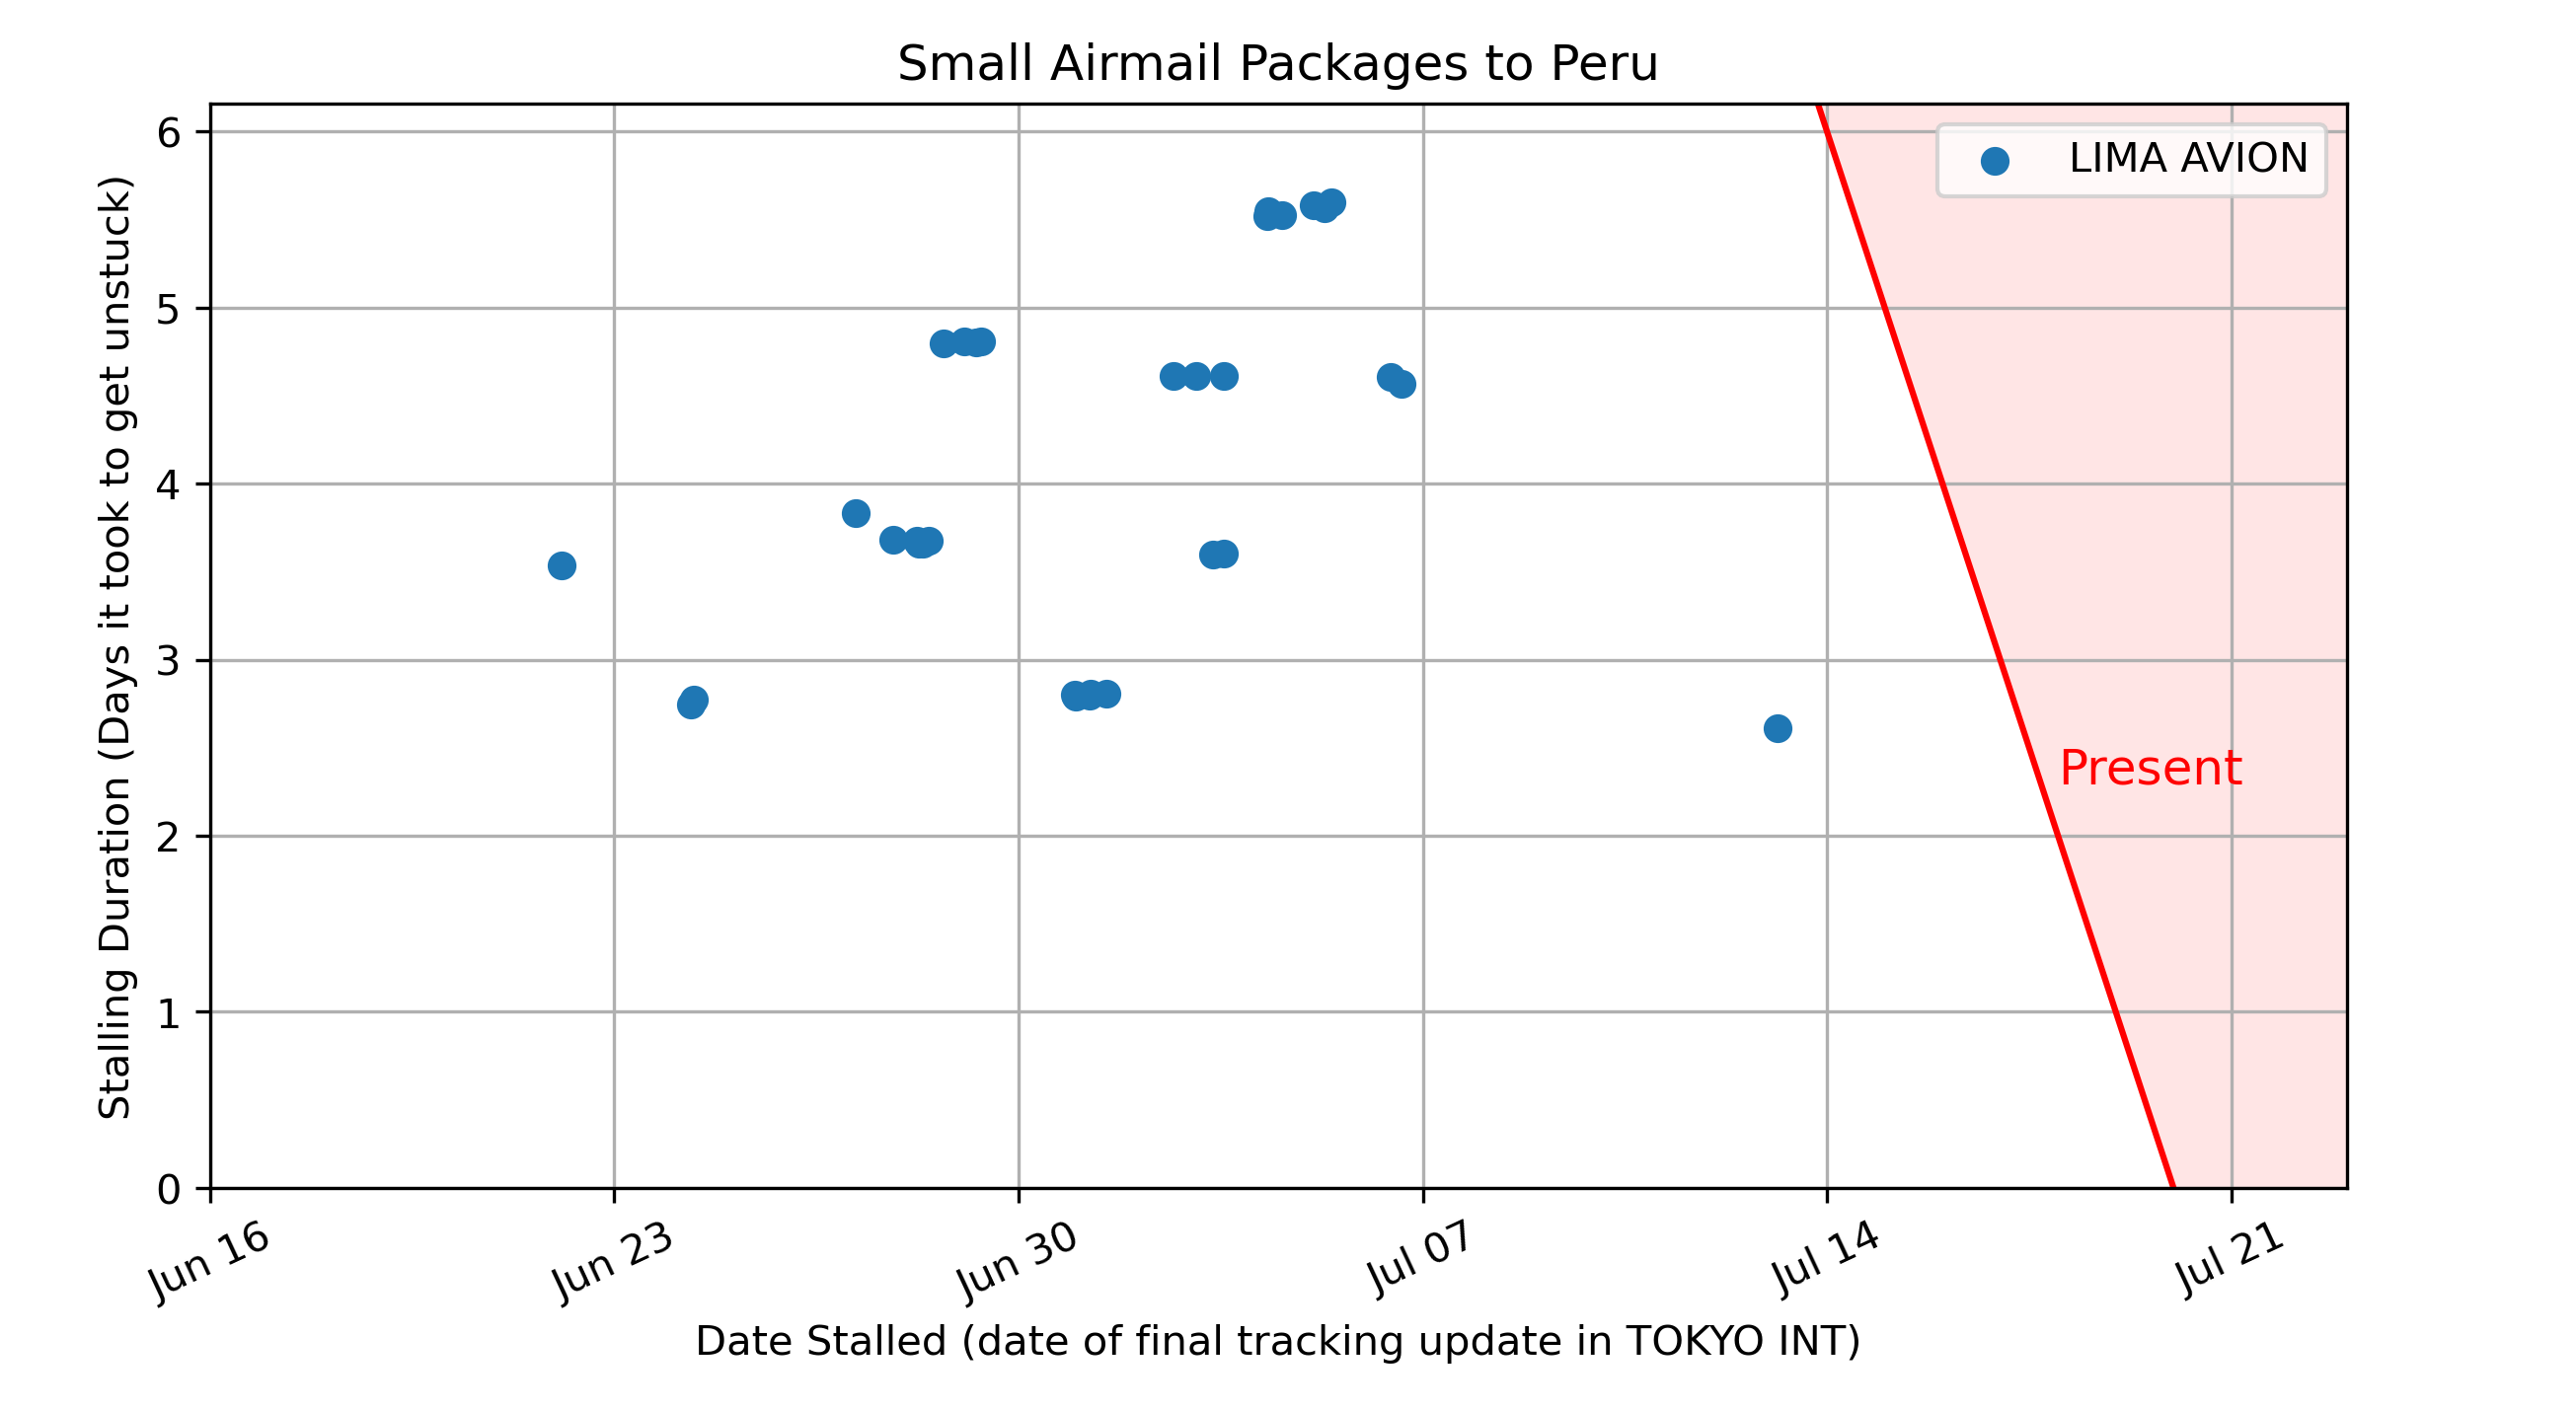 Small Airmail Packages to Peru
LIMA AVION
6
5
4
3
2
1
0
Stalling Duration (Days it took to get unstuck)
Present
Jun 16
Jun 23
Jun 30
Jul 07
Jul 14
Jul 21
Date Stalled (date of final tracking update in TOKYO INT)